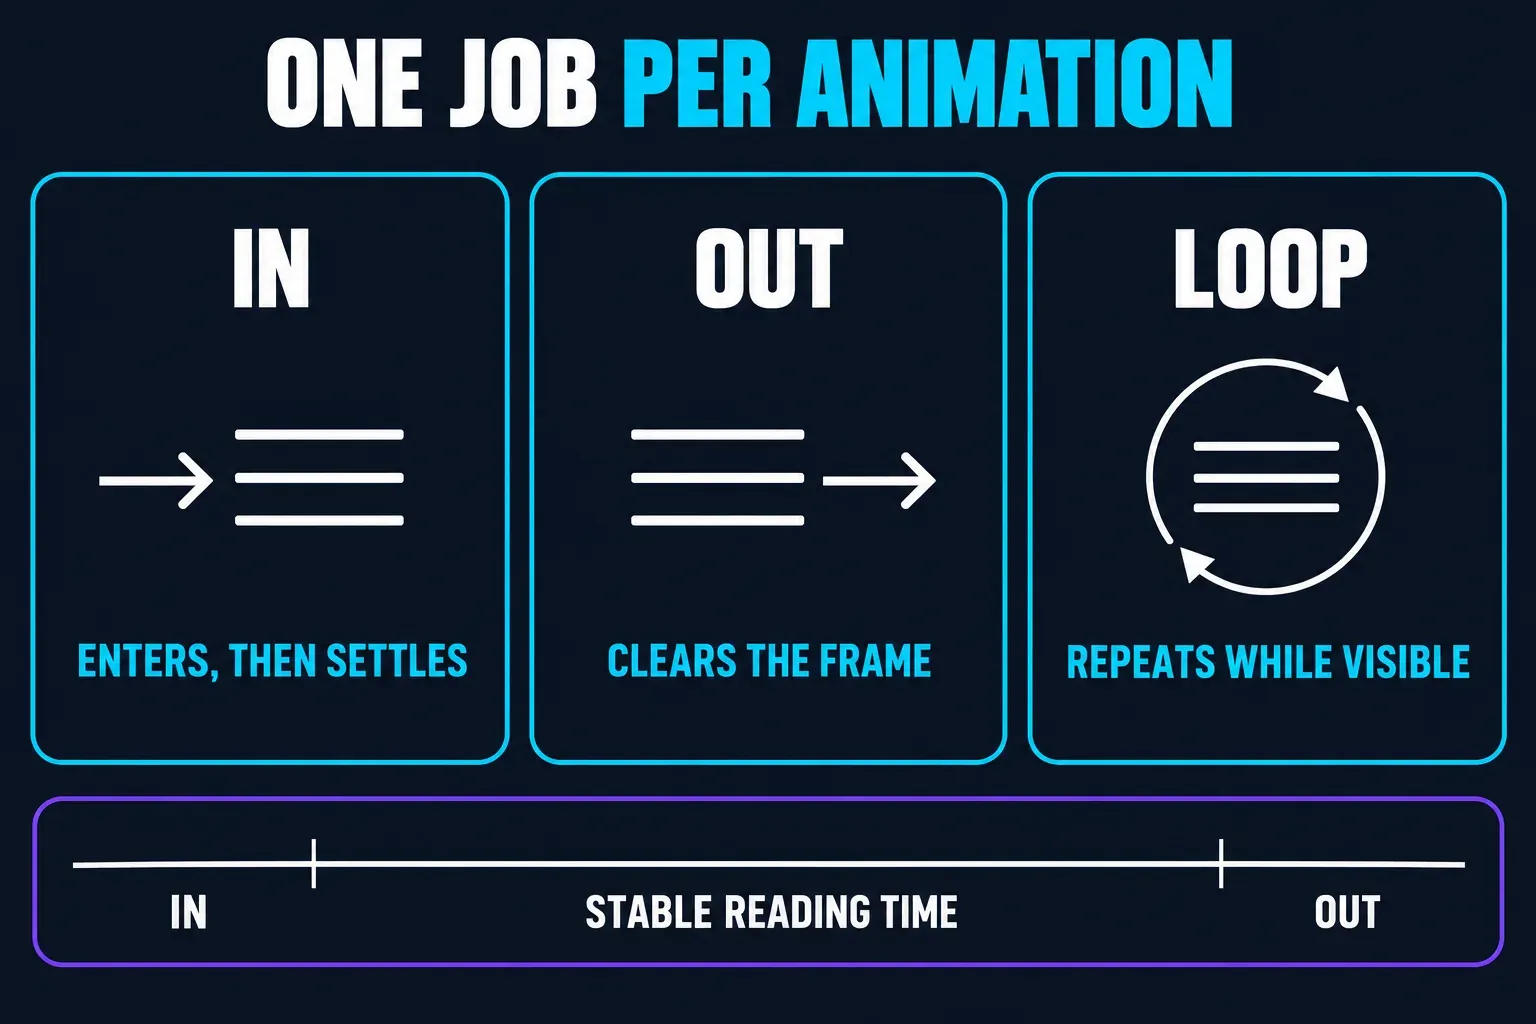 ONE JOB PER ANIMATION
IN
OUT
LOOP
ENTERS, THEN SETTLES
CLEARS THE FRAME
REPEATS WHILE VISIBLE
IN
STABLE READING TIME
OUT